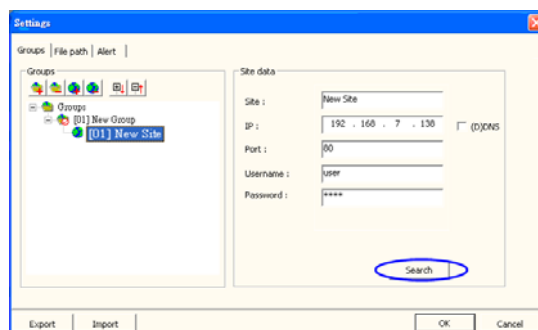 Settings
Groups File path Alert
Groups
Groups
[01] New Group
[01] New Site
Site data
Site : New Site
IP : 192 . 168 . 7 . 138 (D)DNS
Port : 80
Username : user
Password : ****
Search
Export Import OK Cancel